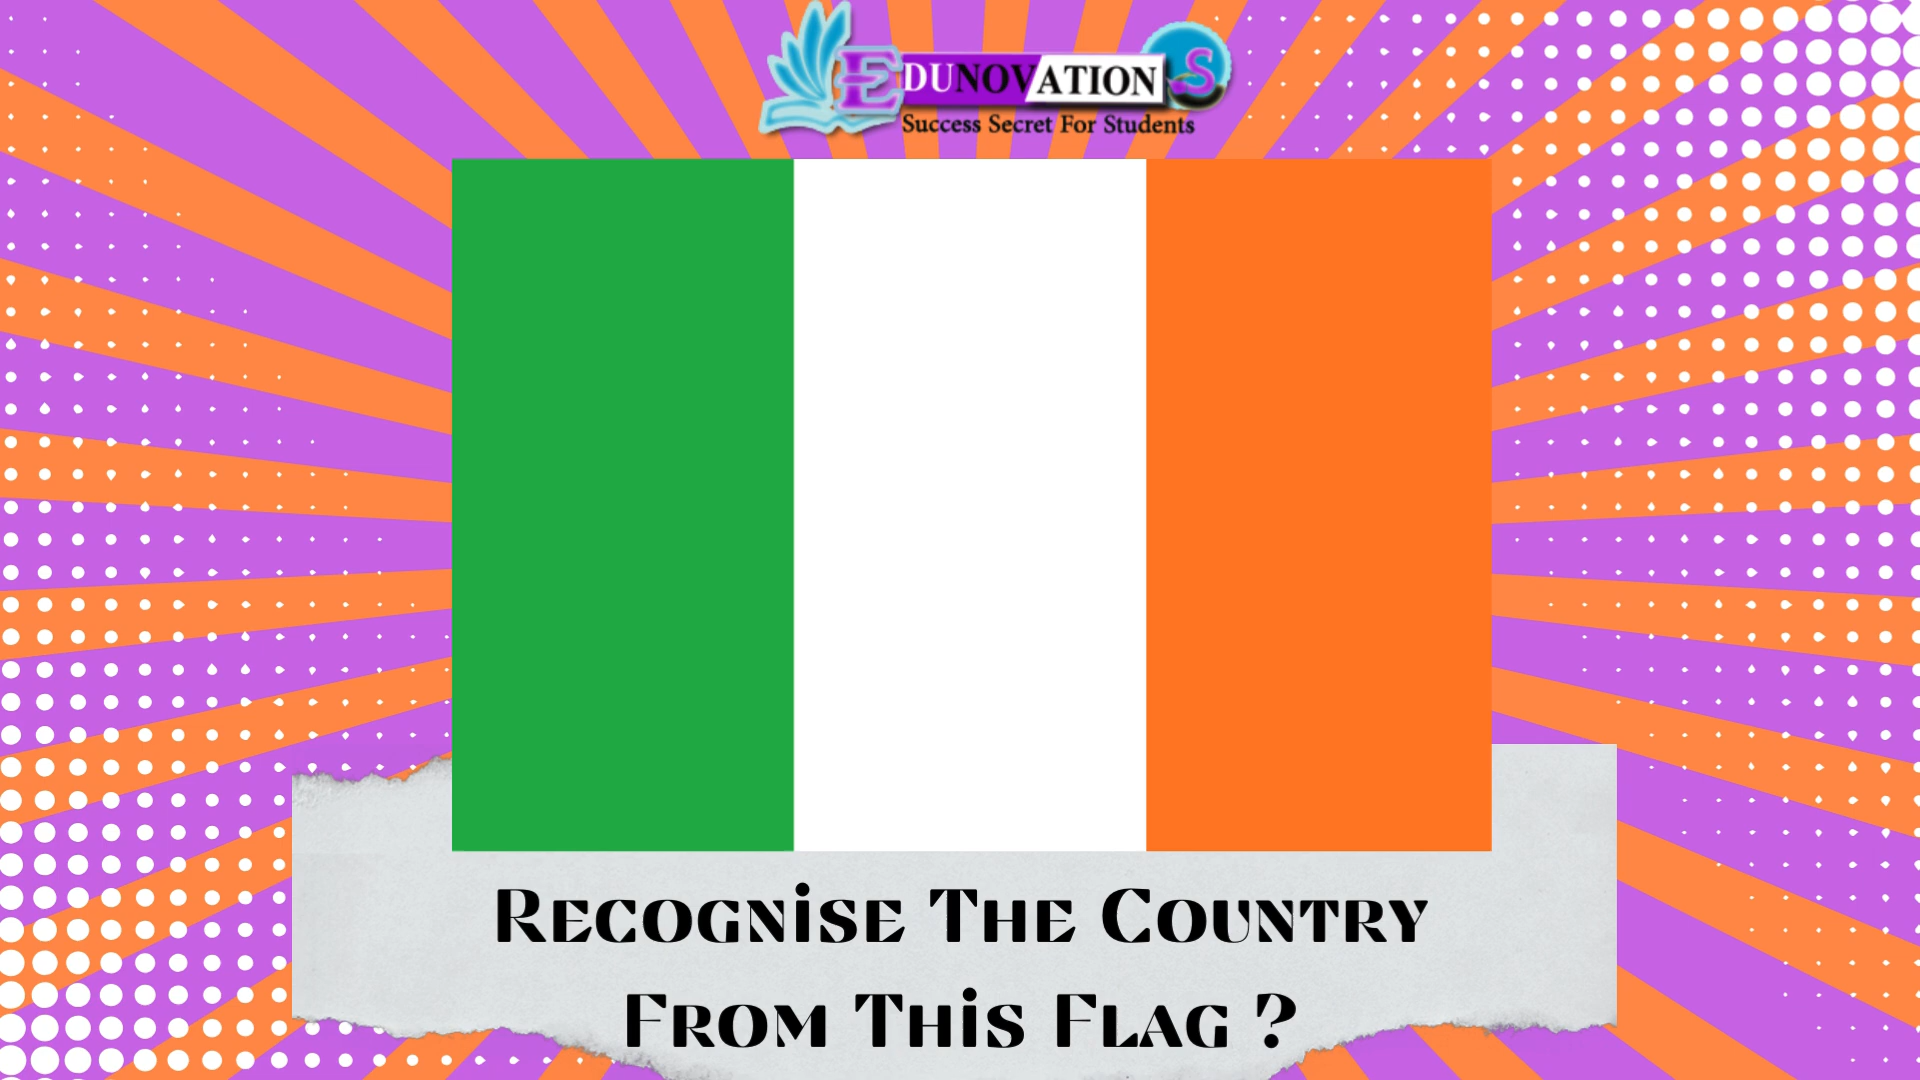 EDUNOVATIONS
Success Secret For Students
Recognise The Country
From This Flag ?